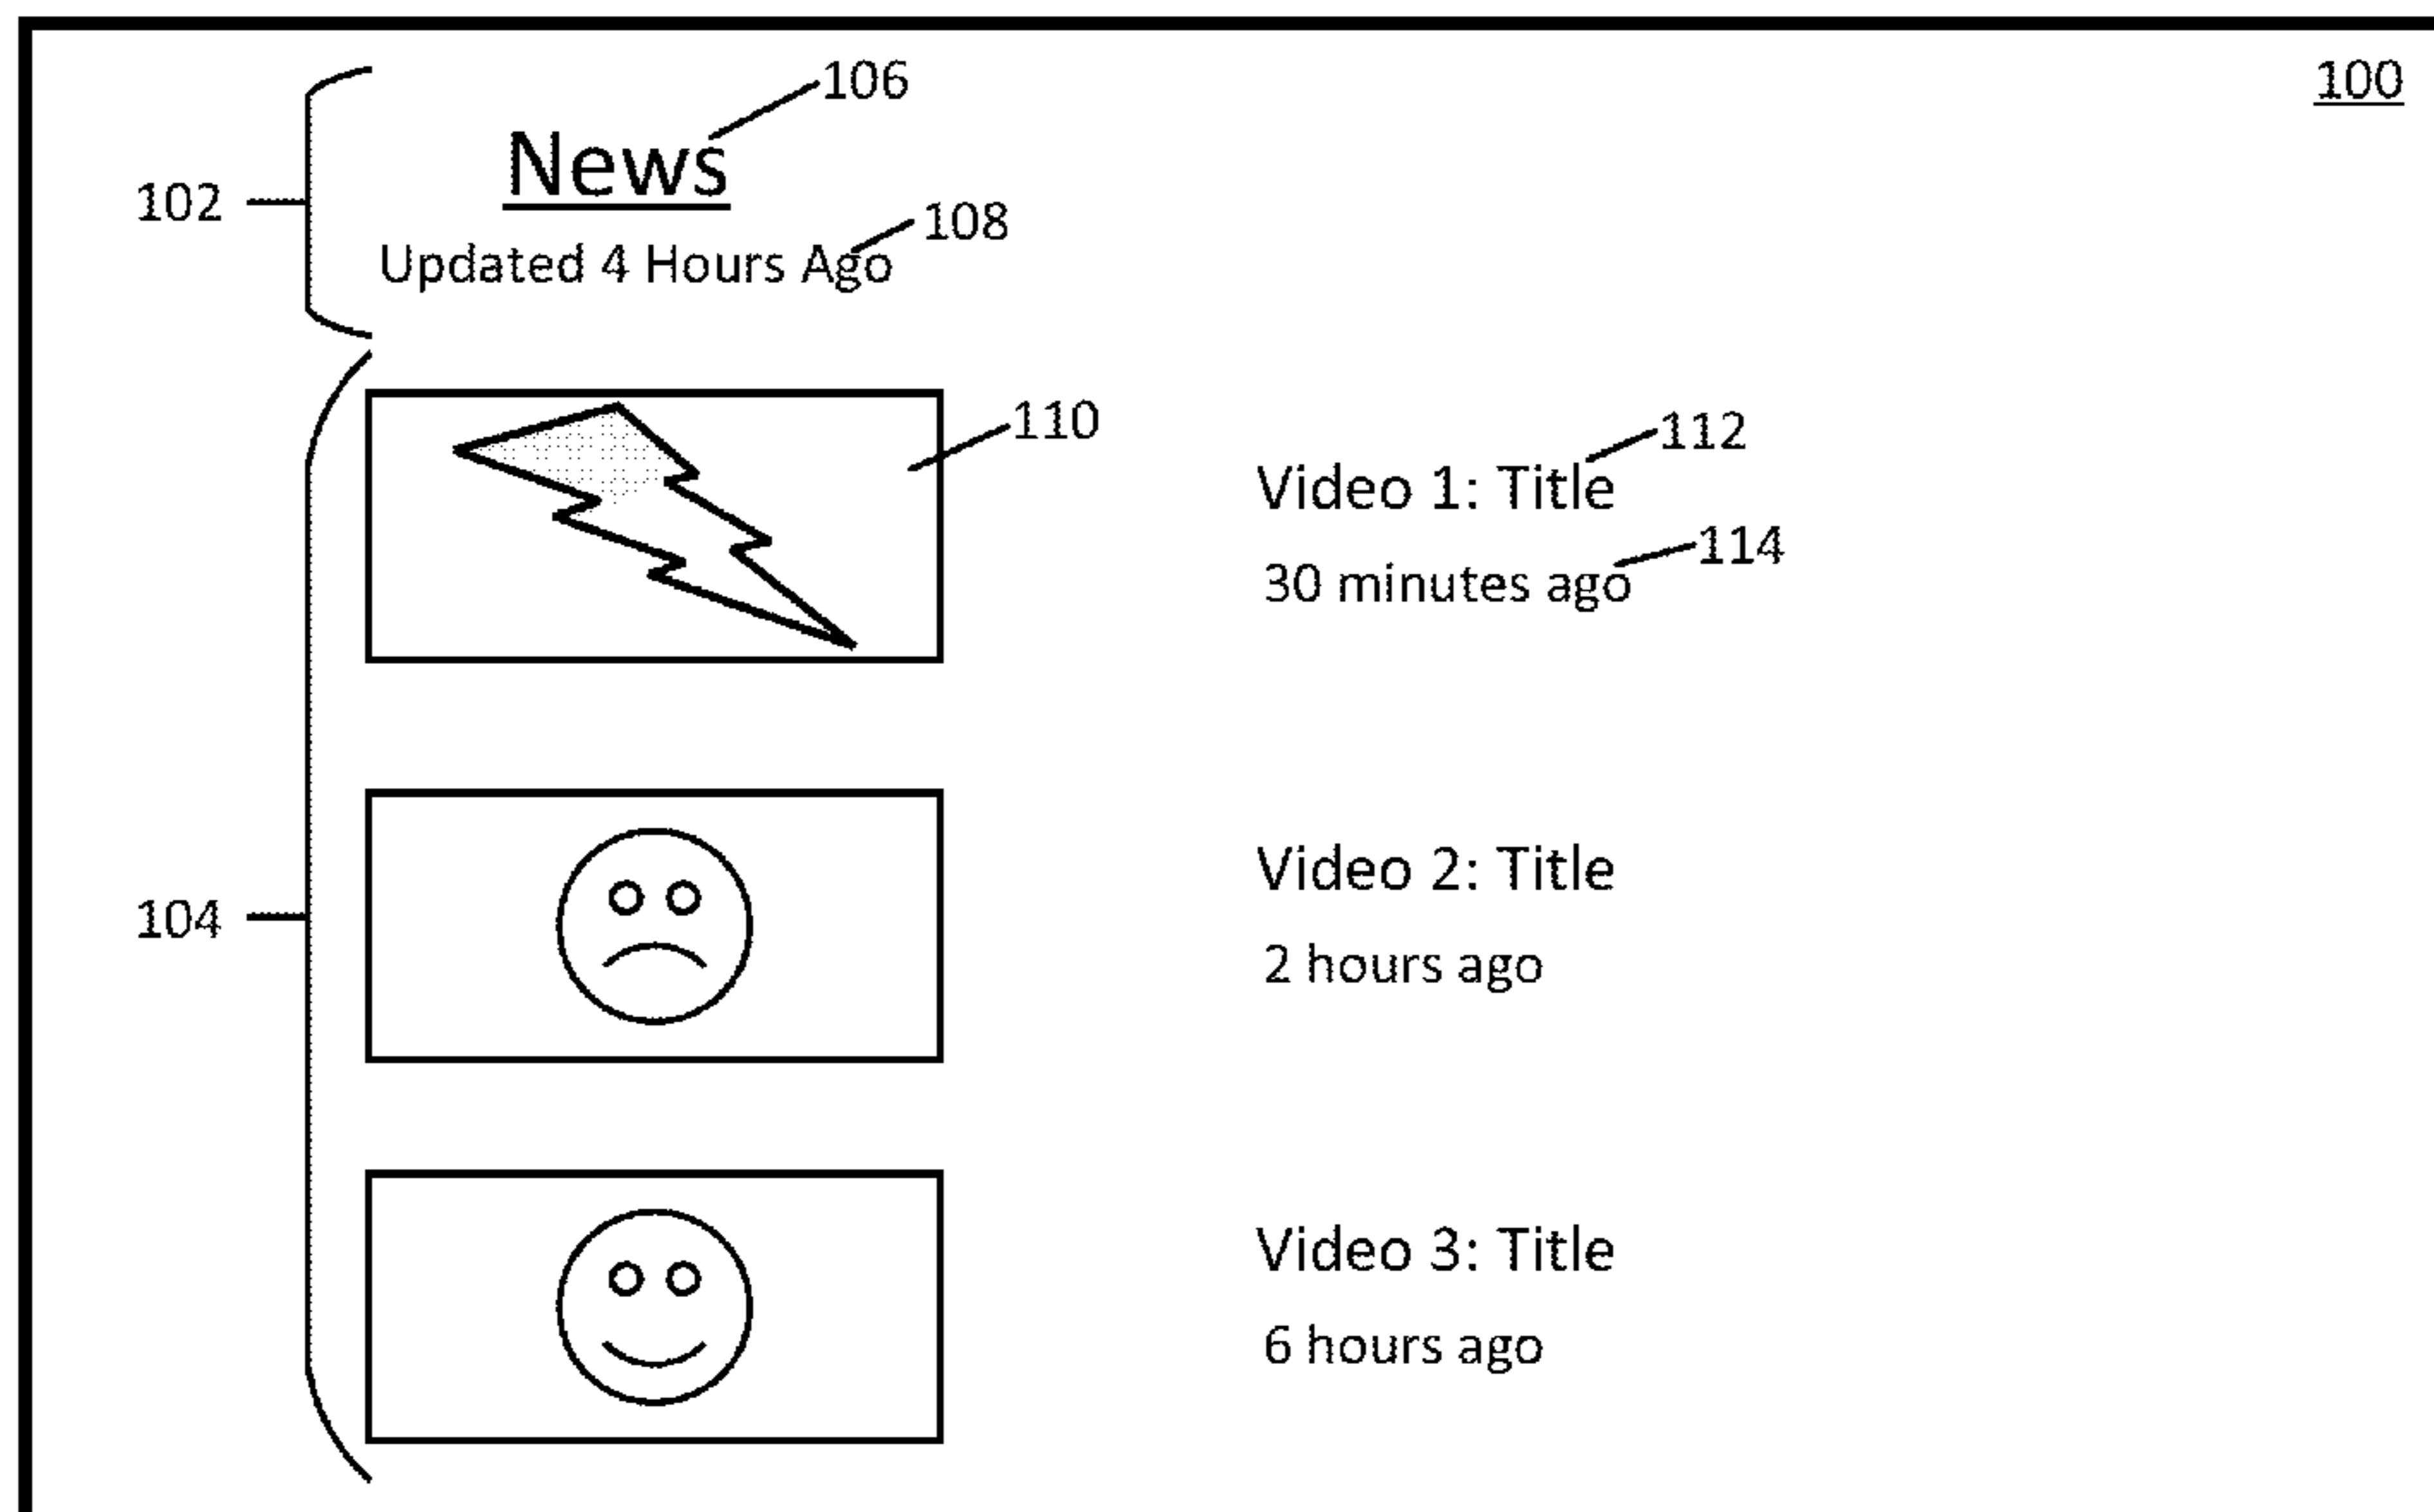 100
106
News
102
108
Updated 4 Hours Ago
110
112
Video 1: Title
114
30 minutes ago
Video 2: Title
104
2 hours ago
Video 3: Title
6 hours ago